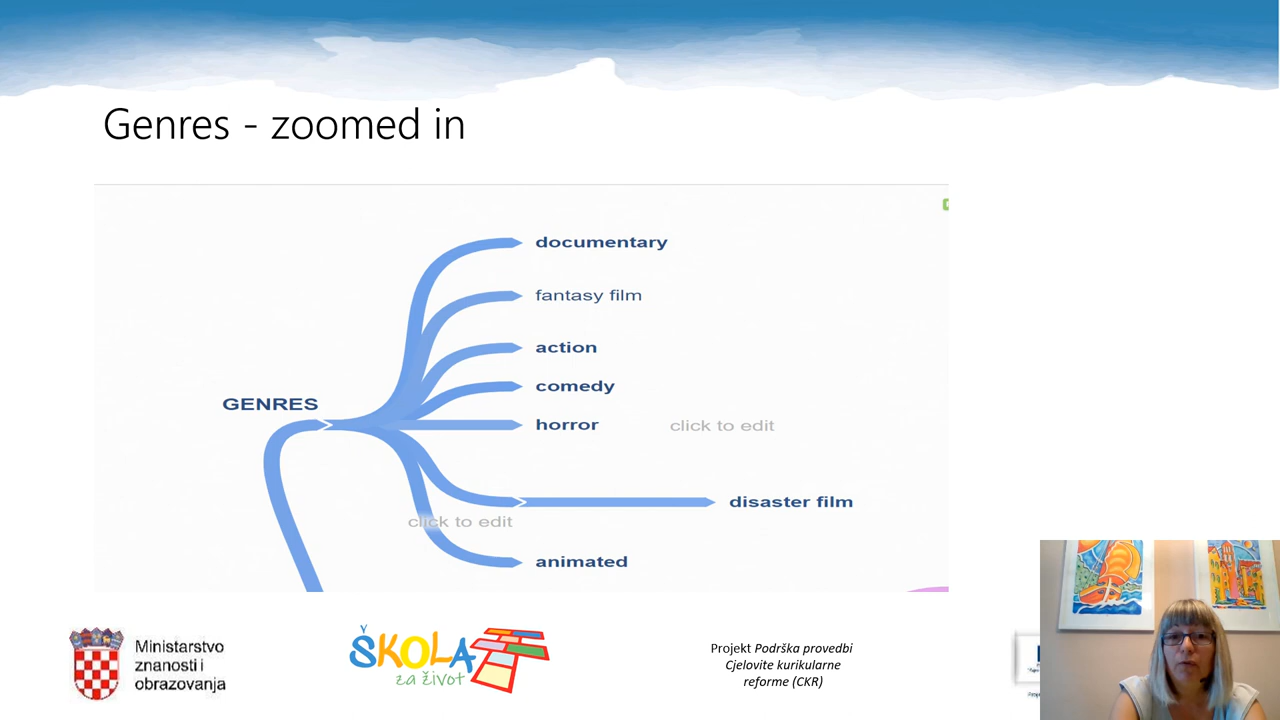 Genres - zoomed in
documentary
fantasy film
action
comedy
GENRES
horror
click to edit
disaster film
click to edit
animated
Ministarstvo
znanosti i
obrazovanja
ŠKOLA
za život
Projekt Podrška provedbi
Cjelovite kurikularne
reforme (CKR)